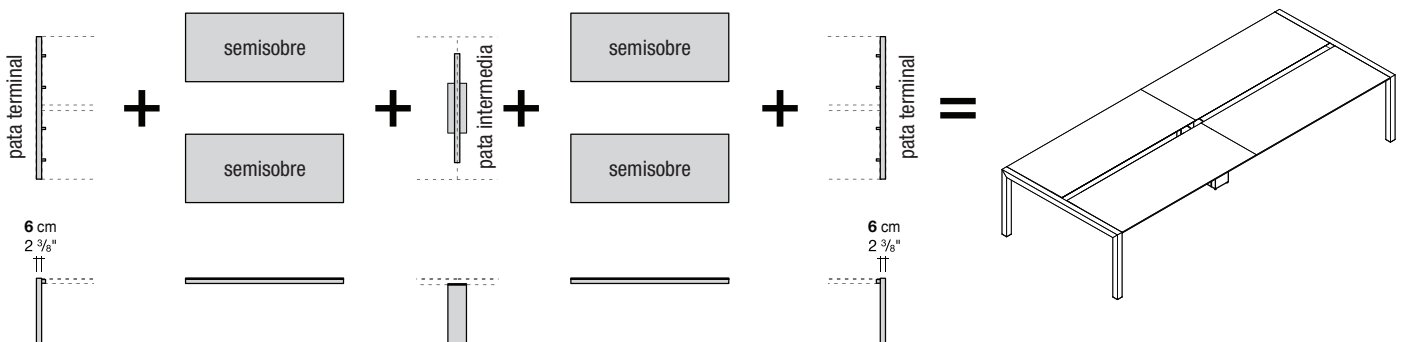 pata terminal
+
semisobre
semisobre
+
pata intermedia
+
semisobre
semisobre
+
pata terminal
=
6 cm
2 ³⁄₈"
6 cm
2 ³⁄₈"